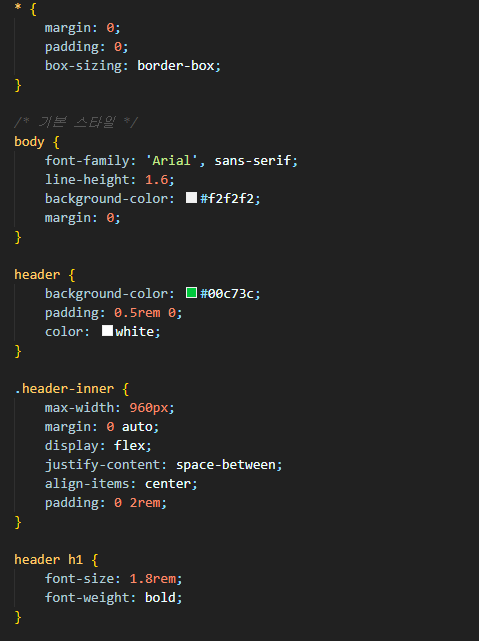 * {
    margin: 0;
    padding: 0;
    box-sizing: border-box;
}

/* 기본 스타일 */
body {
    font-family: 'Arial', sans-serif;
    line-height: 1.6;
    background-color: #f2f2f2;
    margin: 0;
}

header {
    background-color: #00c73c;
    padding: 0.5rem 0;
    color: white;
}

.header-inner {
    max-width: 960px;
    margin: 0 auto;
    display: flex;
    justify-content: space-between;
    align-items: center;
    padding: 0 2rem;
}

header h1 {
    font-size: 1.8rem;
    font-weight: bold;
}